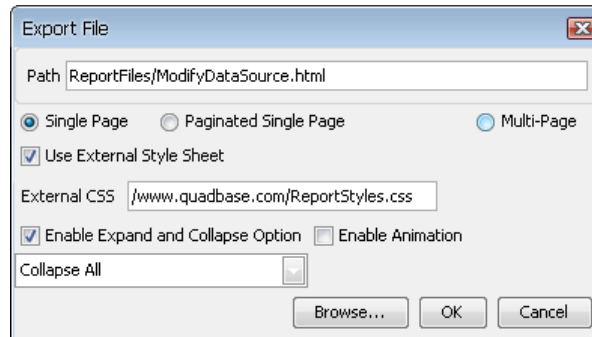 Export File
Path ReportFiles/ModifyDataSource.html
Single Page Paginated Single Page Multi-Page
Use External Style Sheet
External CSS /www.quadbase.com/ReportStyles.css
Enable Expand and Collapse Option Enable Animation
Collapse All
Browse... OK Cancel